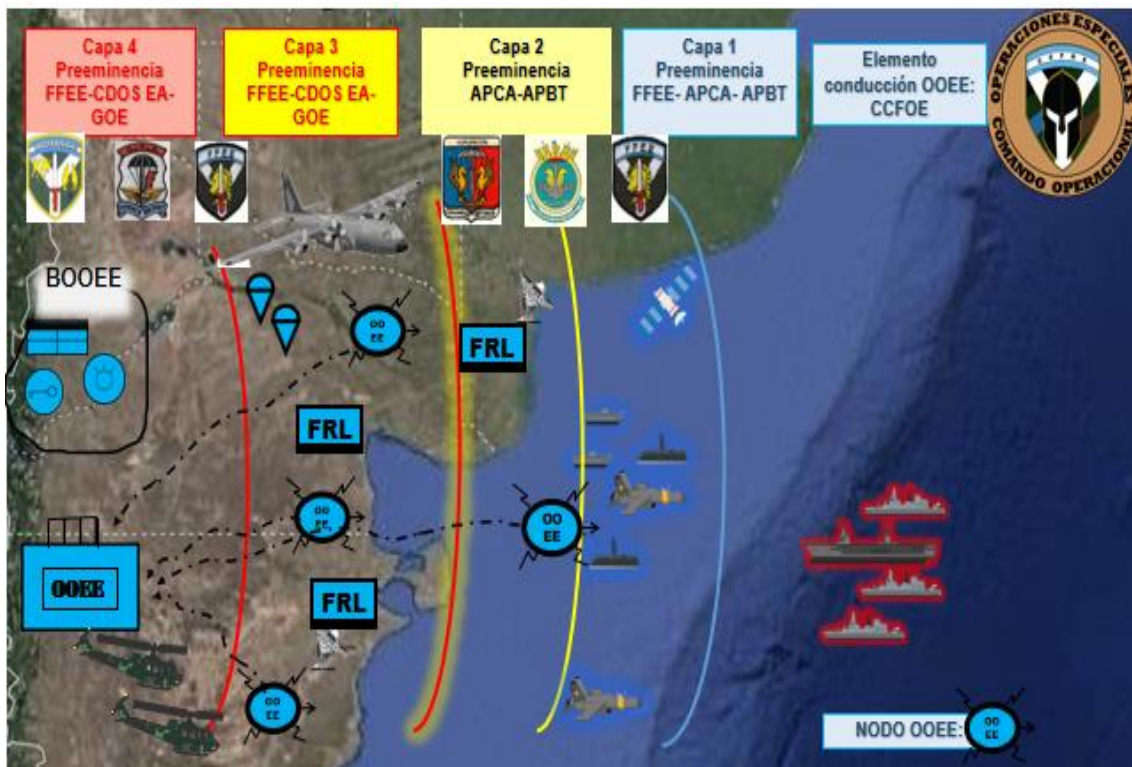 Capa 4
Preeminencia
FFEE-CDOS EA-
GOE
Capa 3
Preeminencia
FFEE-CDOS EA-
GOE
Capa 2
Preeminencia
APCA-APBT
Capa 1
Preeminencia
FFEE- APCA- APBT
Elemento
conducción OOEE:
CCFOE
OPERACIONES ESPECIALES
COMANDO OPERACIONAL
FFEE
FFEE
BOOEE
OO
EE
FRL
FRL
OO
EE
OO
EE
OOEE
FRL
OO
EE
NODO OOEE:
OO
EE